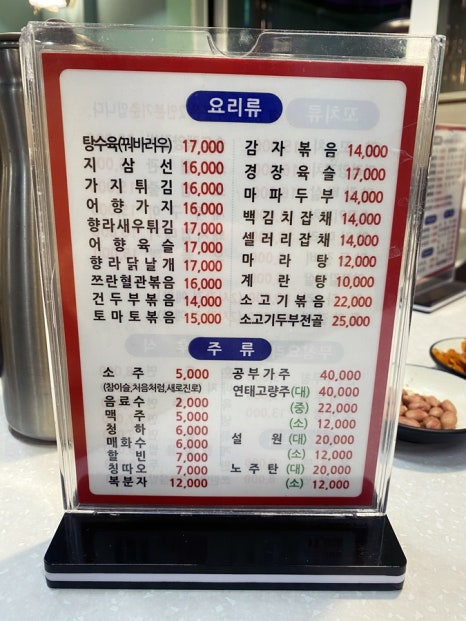 요리류
탕수육(꿔바러우) 17,000
지삼선 16,000
가지튀김 16,000
어향가지 16,000
향라새우튀김 17,000
어향육슬 17,000
향라닭날개 17,000
쯔란혈관볶음 16,000
건두부볶음 14,000
토마토볶음 15,000
감자볶음 14,000
경장육슬 17,000
마파두부 14,000
백김치잡채 14,000
셀러리잡채 14,000
마라탕 12,000
계란탕 10,000
소고기볶음 22,000
소고기두부전골 25,000
주류
소주 5,000
(참이슬,처음처럼,새로진로)
음료수 2,000
맥주 5,000
청하 6,000
매화수 6,000
할빈 7,000
칭따오 7,000
복분자 12,000
공부가주 40,000
연태고량주(대) 40,000
(중) 22,000
(소) 12,000
설원 (대) 20,000
(소) 12,000
노주탄 (대) 20,000
(소) 12,000